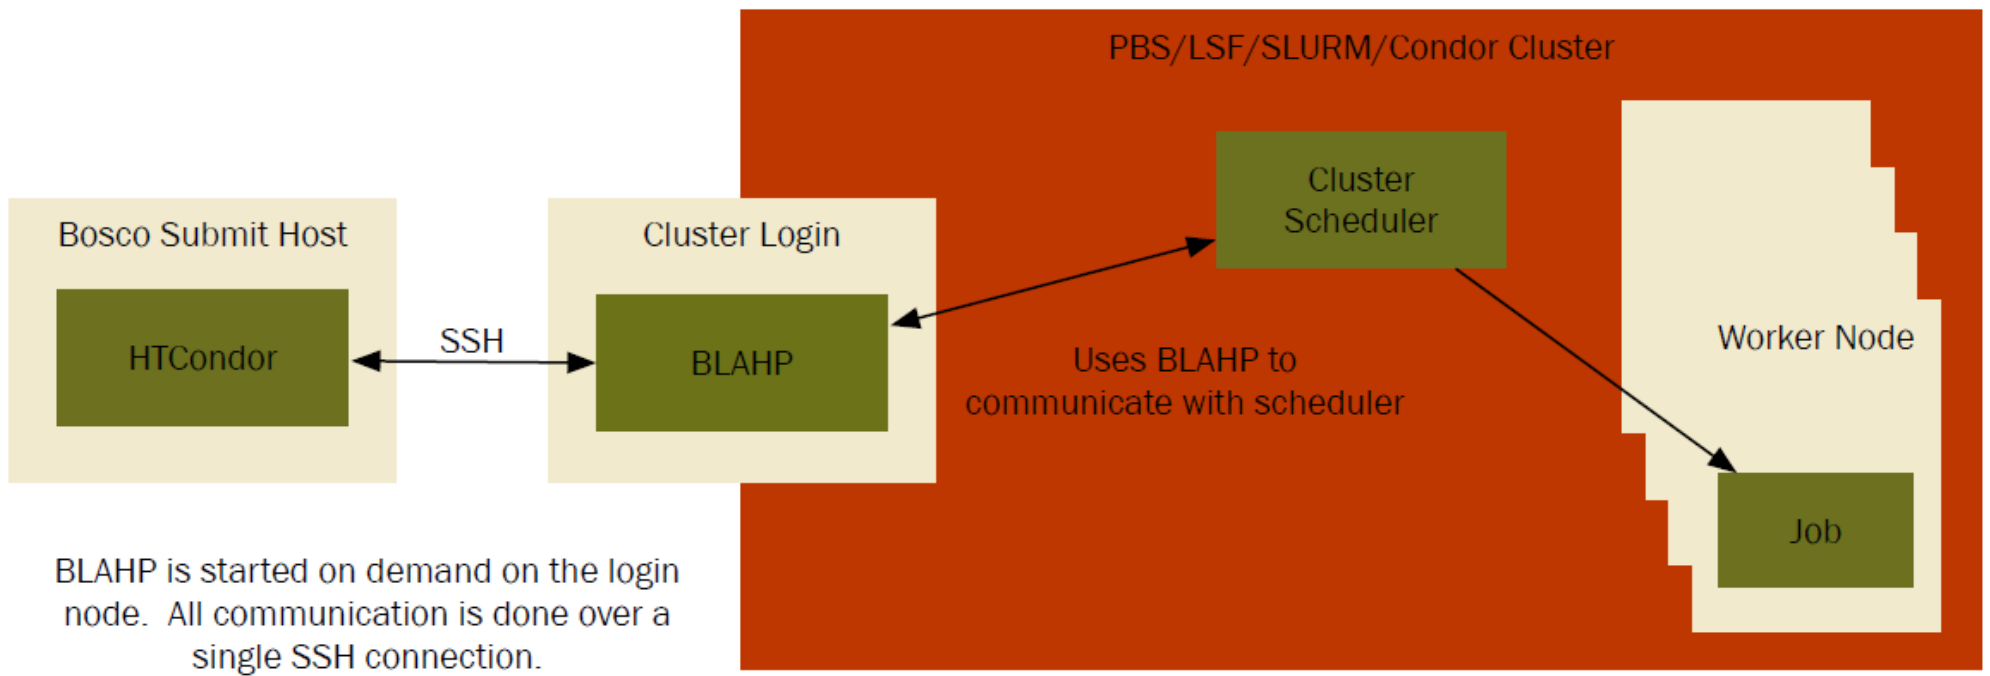 PBS/LSF/SLURM/Condor Cluster
Cluster
Scheduler
Bosco Submit Host
Cluster Login
HTCondor
SSH
BLAHP
Uses BLAHP to
communicate with scheduler
Worker Node
Job
BLAHP is started on demand on the login
node.  All communication is done over a
single SSH connection.